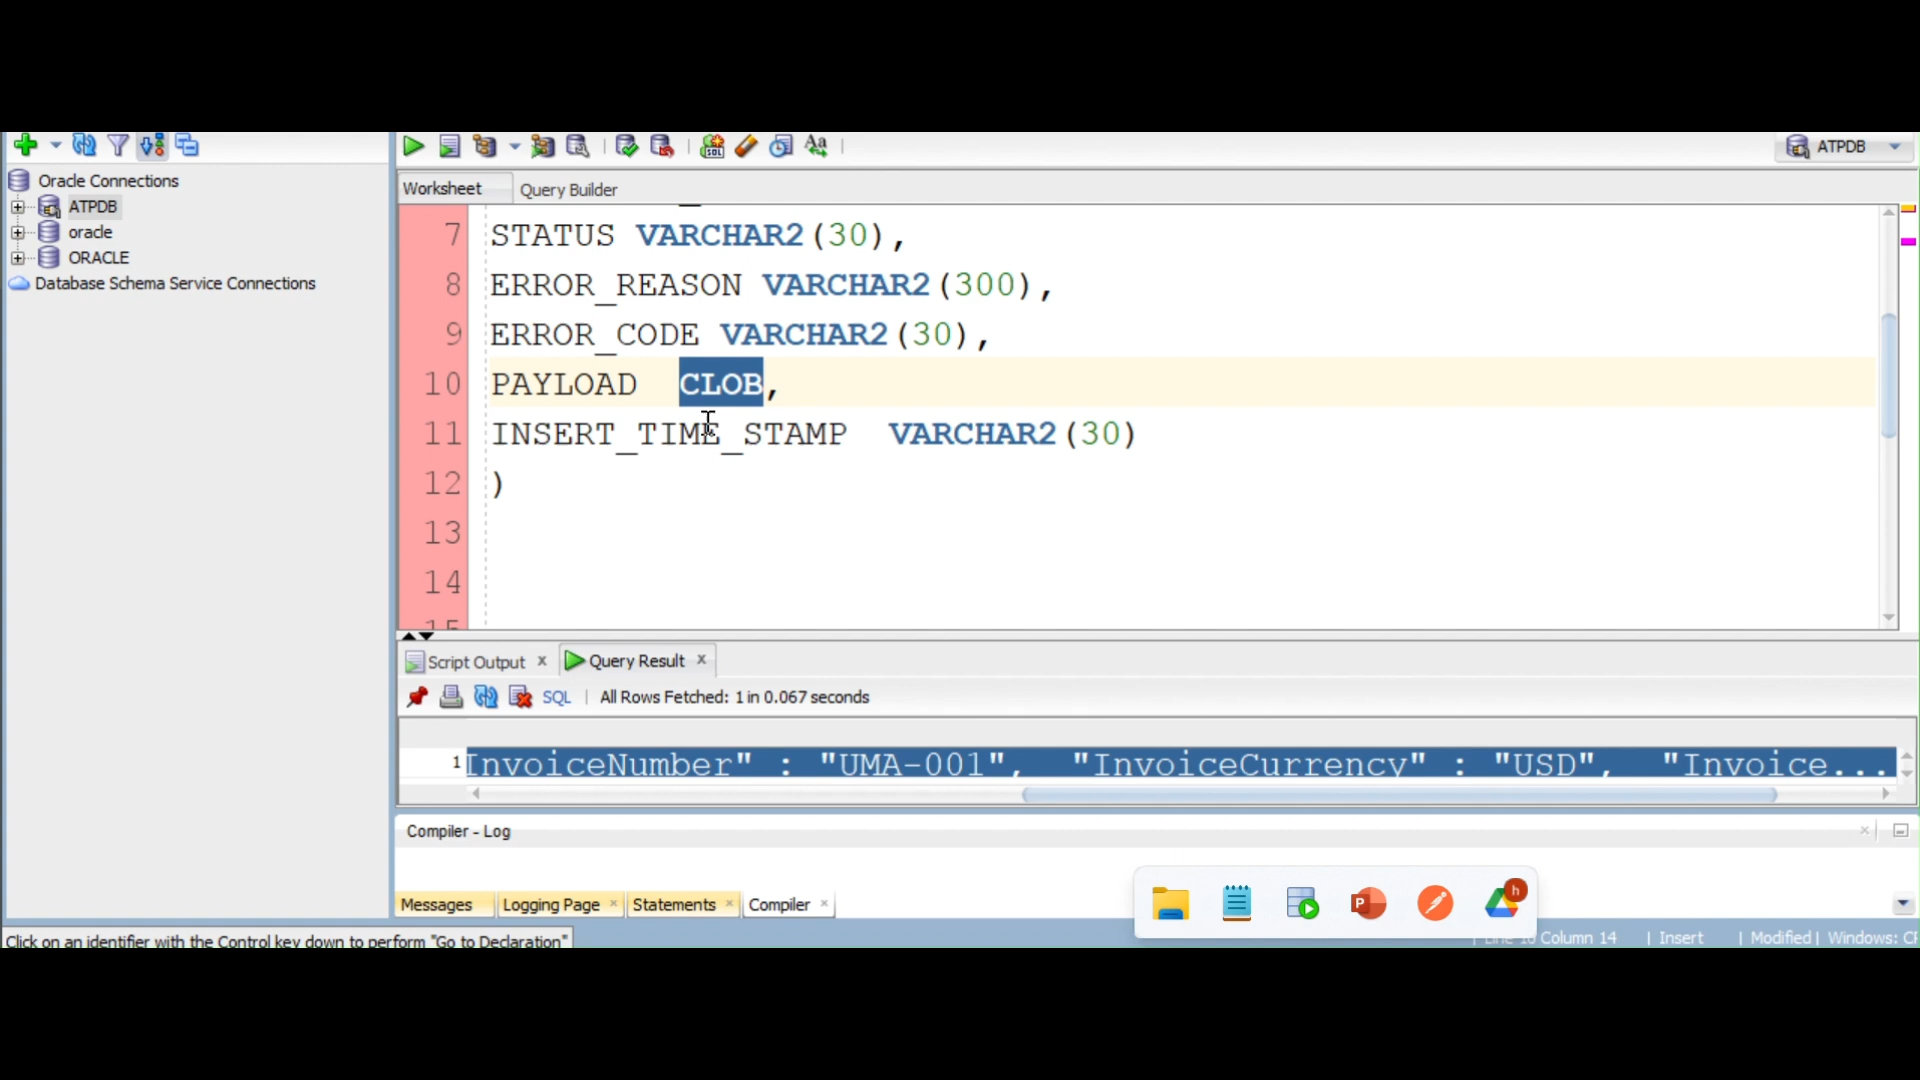 ATPDB
Oracle Connections
ATPDB
oracle
ORACLE
Database Schema Service Connections
Worksheet
Query Builder
7 STATUS VARCHAR2(30),
8 ERROR_REASON VARCHAR2(300),
9 ERROR_CODE VARCHAR2(30),
10 PAYLOAD CLOB,
11 INSERT_TIME_STAMP VARCHAR2(30)
12 )
13
14
15
Script Output x
Query Result x
SQL | All Rows Fetched: 1 in 0.067 seconds
1 InvoiceNumber" : "UMA-001", "InvoiceCurrency" : "USD", "Invoice...
Compiler - Log
Messages
Logging Page x
Statements x
Compiler x
Click on an identifier with the Control key down to perform "Go to Declaration"
Column 14 | Insert | Modified | Windows: